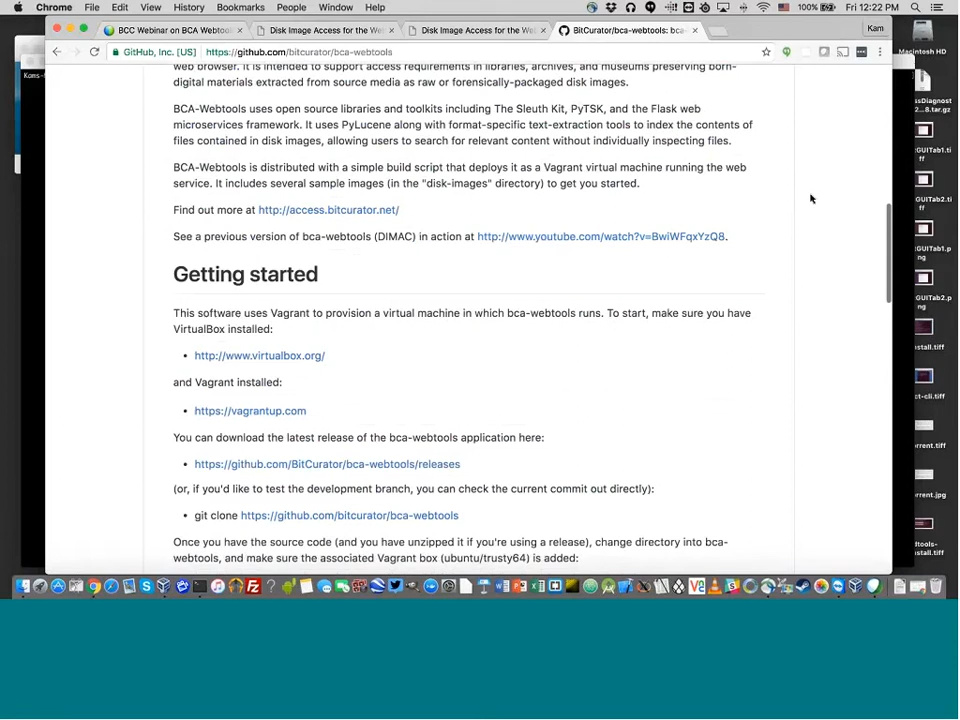 Chrome File Edit View History Bookmarks People Window Help 100% Fri 12:22 PM
BCC Webinar on BCA Webtoo Disk Image Access for the We Disk Image Access for the We BitCurator/bca-webtools: bca- Kam
GitHub, Inc. [US] https://github.com/bitcurator/bca-webtools
Macintosh HD
web browser. It is intended to support access requirements in libraries, archives, and museums preserving born-
digital materials extracted from source media as raw or forensically-packaged disk images.
BCA-Webtools uses open source libraries and toolkits including The Sleuth Kit, PyTSK, and the Flask web
microservices framework. It uses PyLucene along with format-specific text-extraction tools to index the contents of
files contained in disk images, allowing users to search for relevant content without individually inspecting files.
BCA-Webtools is distributed with a simple build script that deploys it as a Vagrant virtual machine running the web
service. It includes several sample images (in the "disk-images" directory) to get you started.
Find out more at http://access.bitcurator.net/
See a previous version of bca-webtools (DIMAC) in action at http://www.youtube.com/watch?v=BwiWFqxYzQ8.
Getting started
This software uses Vagrant to provision a virtual machine in which bca-webtools runs. To start, make sure you have
VirtualBox installed:
• http://www.virtualbox.org/
and Vagrant installed:
• https://vagrantup.com
You can download the latest release of the bca-webtools application here:
• https://github.com/BitCurator/bca-webtools/releases
(or, if you'd like to test the development branch, you can check the current commit out directly):
• git clone https://github.com/bitcurator/bca-webtools
Once you have the source code (and you have unzipped it if you're using a release), change directory into bca-
webtools, and make sure the associated Vagrant box (ubuntu/trusty64) is added:
ssDiagnost
8.tar.gz
GUITab1.ti
ff
GUITab2.ti
ff
GUITab1.p
ng
GUITab2.p
ng
stall.tiff
ct-cli.tiff
rrent.tiff
rrent.jpg
dtools-
nstall.tiff